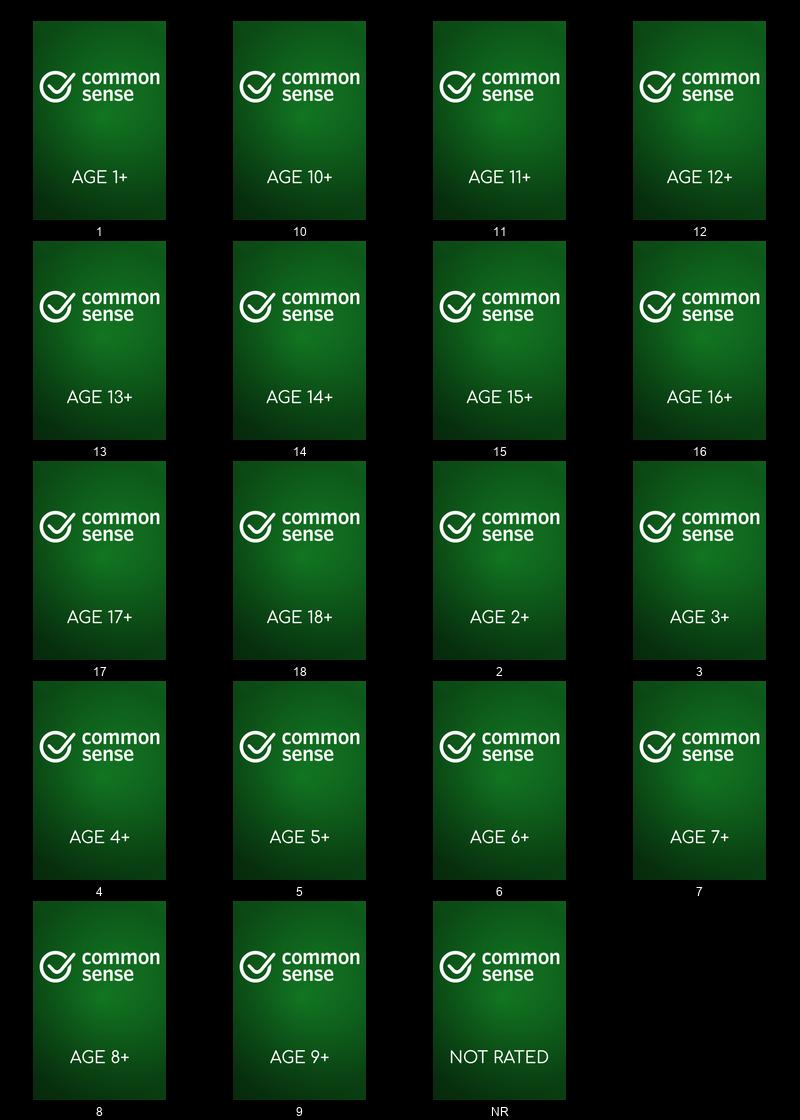 common
sense
AGE 1+
1
common
sense
AGE 10+
10
common
sense
AGE 11+
11
common
sense
AGE 12+
12
common
sense
AGE 13+
13
common
sense
AGE 14+
14
common
sense
AGE 15+
15
common
sense
AGE 16+
16
common
sense
AGE 17+
17
common
sense
AGE 18+
18
common
sense
AGE 2+
2
common
sense
AGE 3+
3
common
sense
AGE 4+
4
common
sense
AGE 5+
5
common
sense
AGE 6+
6
common
sense
AGE 7+
7
common
sense
AGE 8+
8
common
sense
AGE 9+
9
common
sense
NOT RATED
NR